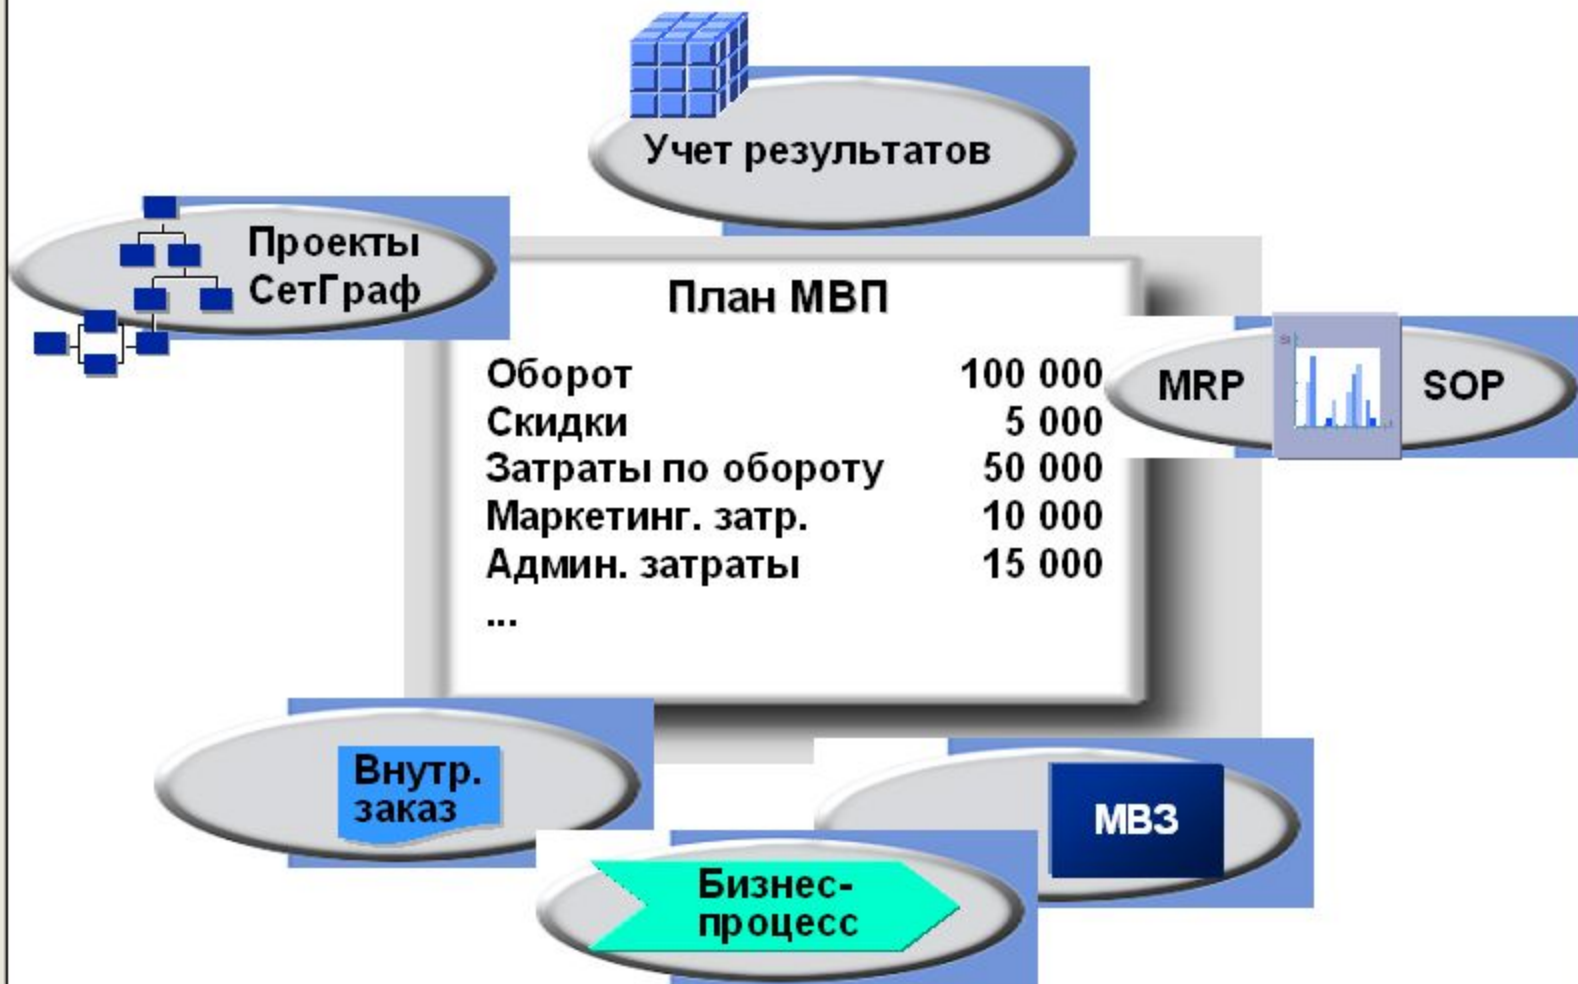 Учет результатов
Проекты
СетГраф
План МВП
Оборот 100 000
Скидки 5 000
Затраты по обороту 50 000
Маркетинг. затр. 10 000
Админ. затраты 15 000
...
MRP SOP
Внутр.
заказ
МВЗ
Бизнес-
процесс